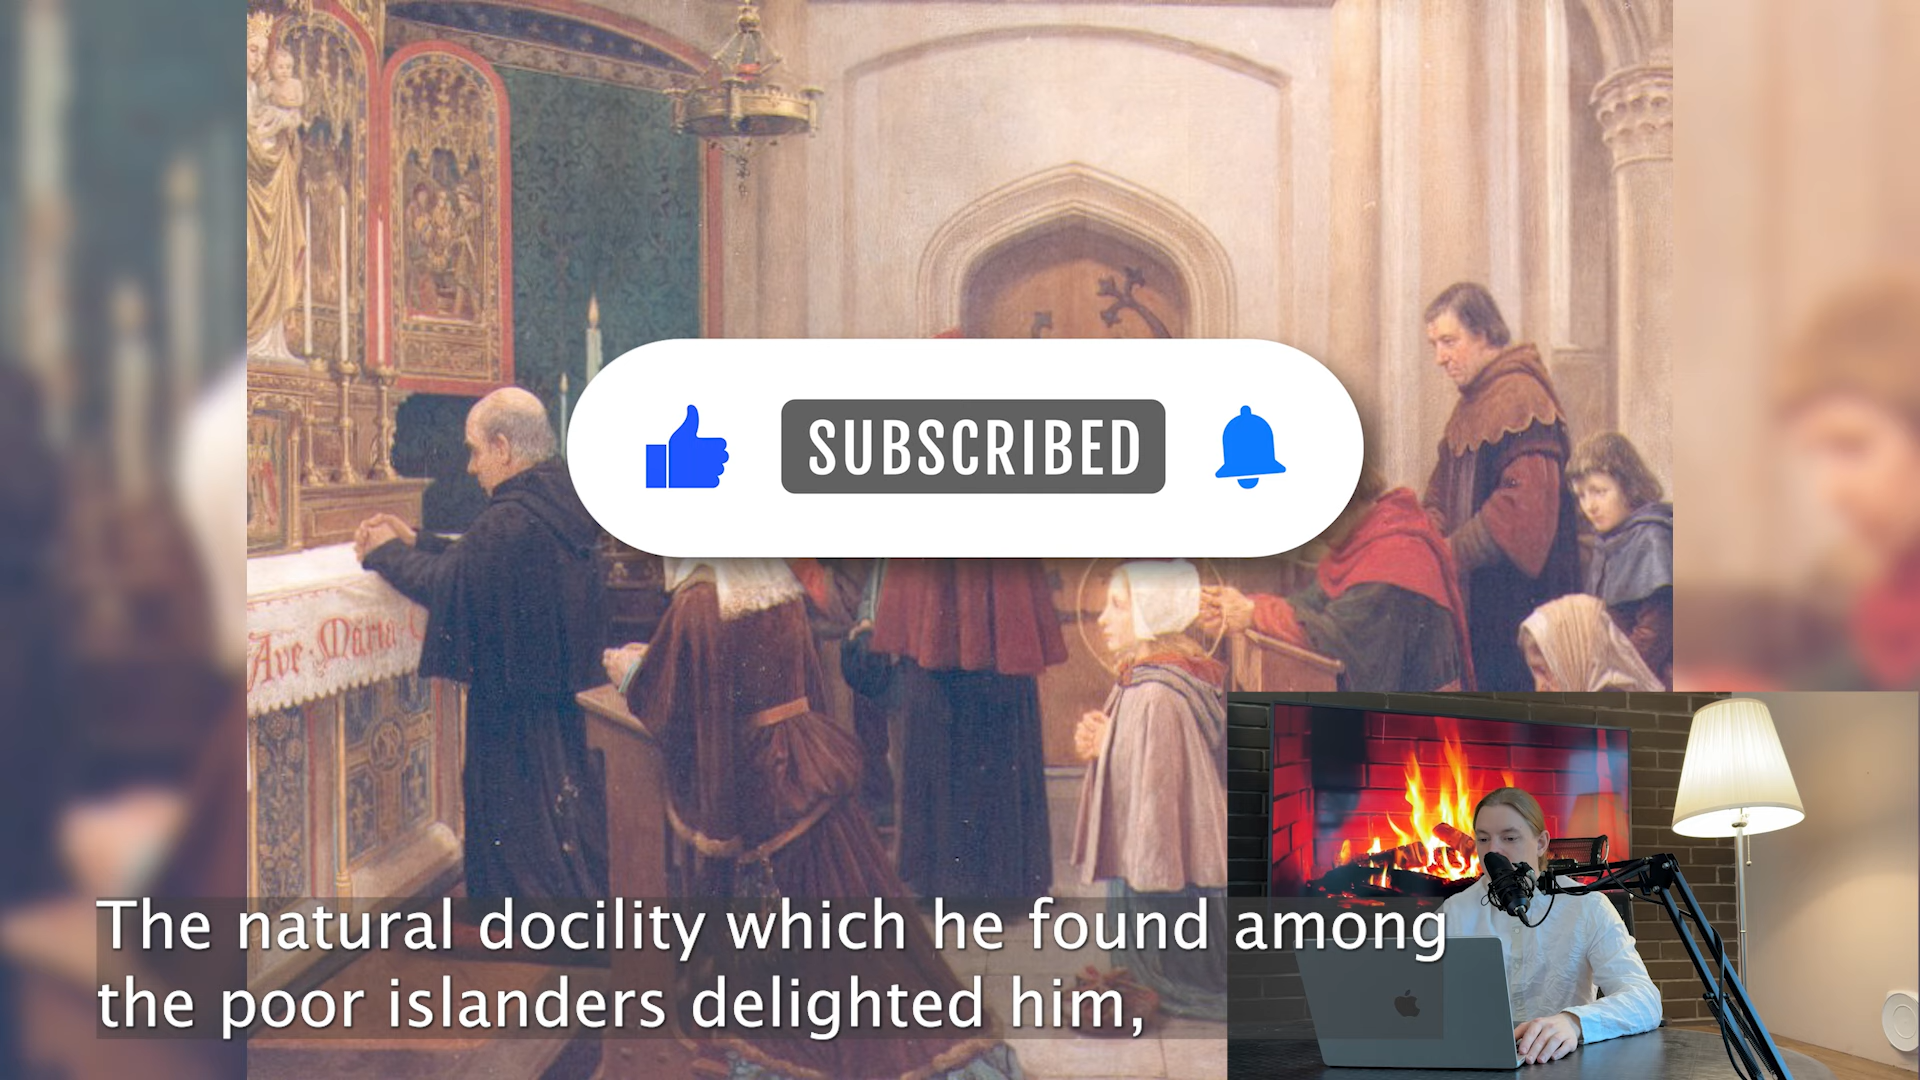 SUBSCRIBED
Ave Maria
The natural docility which he found among
the poor islanders delighted him,